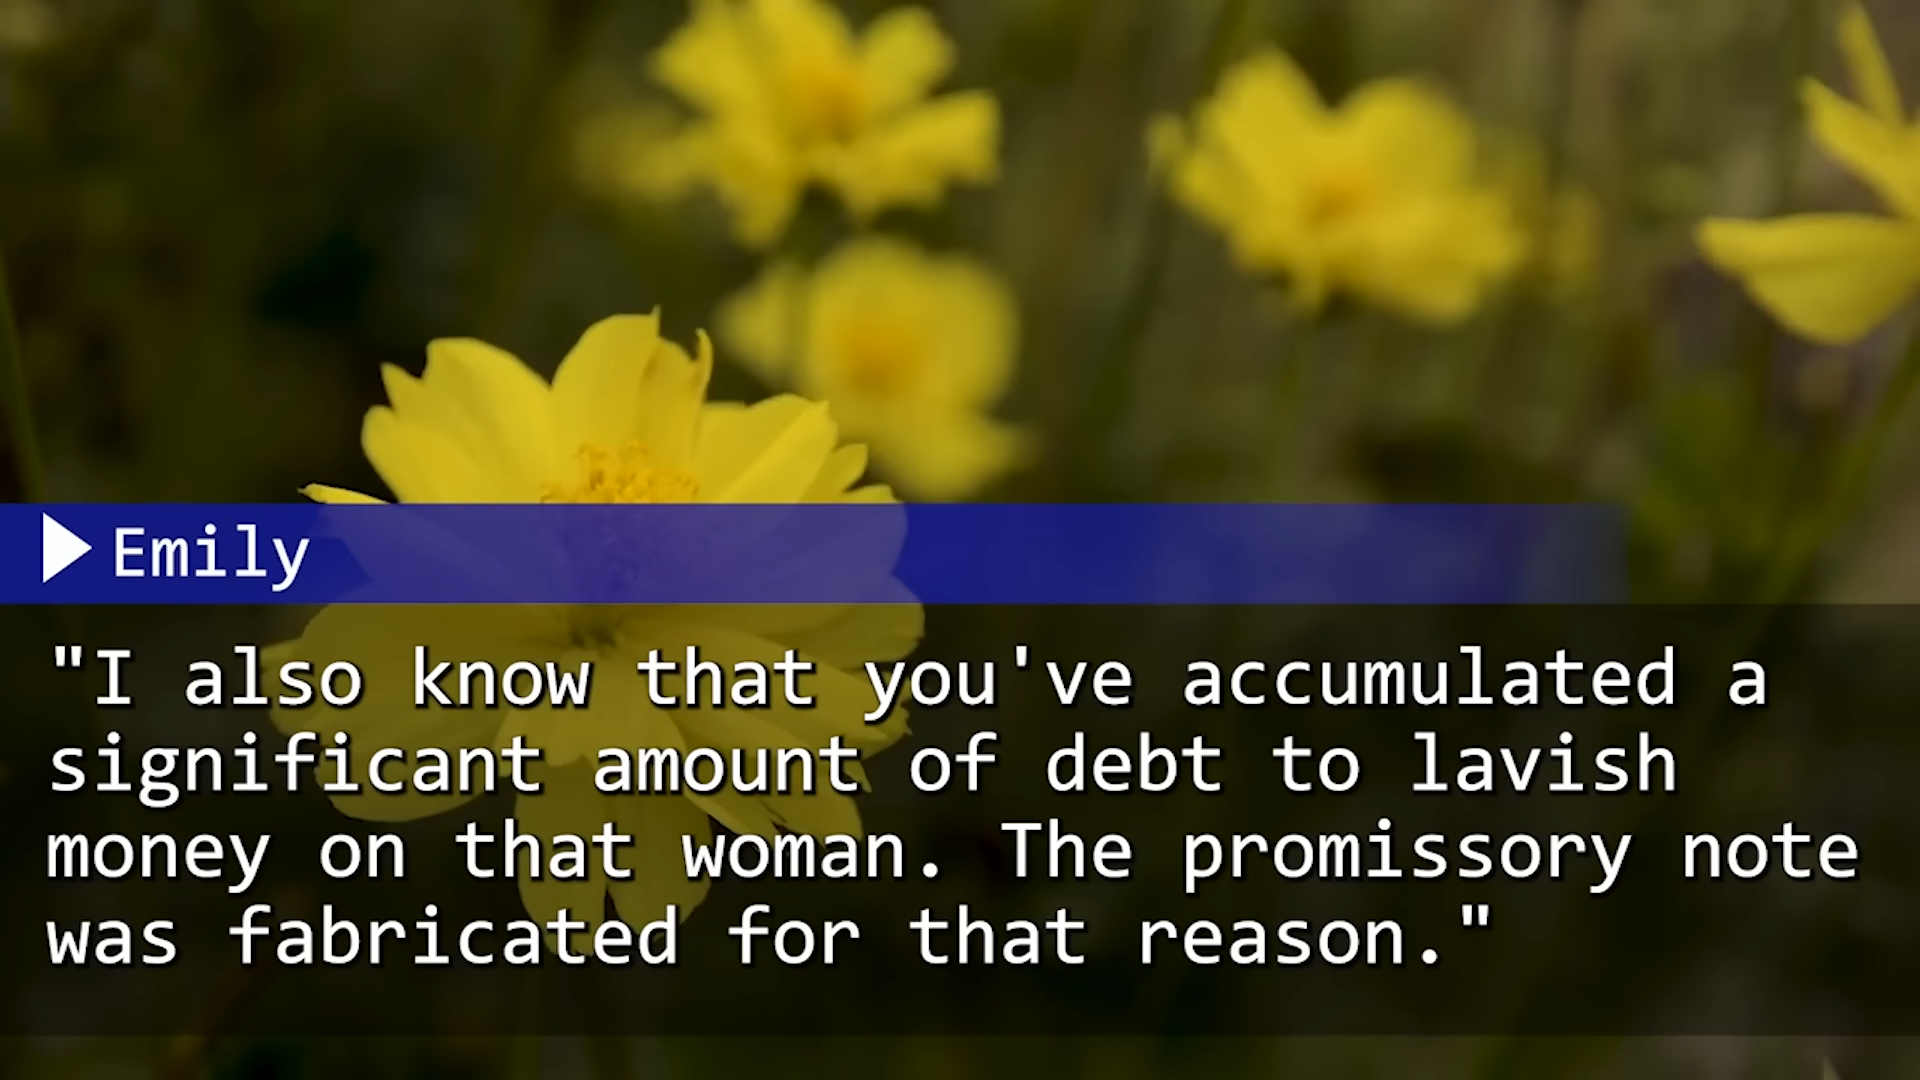 Emily
"I also know that you've accumulated a
significant amount of debt to lavish
money on that woman. The promissory note
was fabricated for that reason."